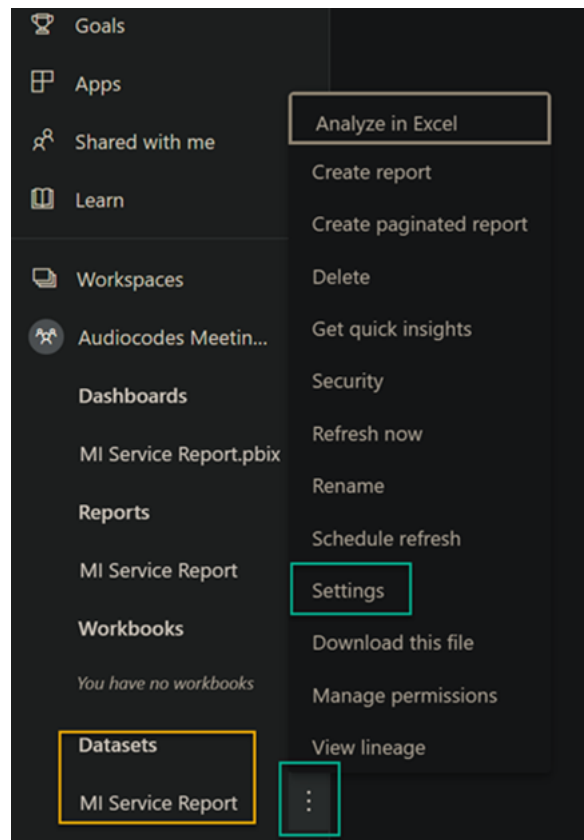 Goals
Apps
Shared with me
Learn
Workspaces
Audiocodes Meetin...
Dashboards
MI Service Report.pbix
Reports
MI Service Report
Workbooks
You have no workbooks
Datasets
MI Service Report
Analyze in Excel
Create report
Create paginated report
Delete
Get quick insights
Security
Refresh now
Rename
Schedule refresh
Settings
Download this file
Manage permissions
View lineage